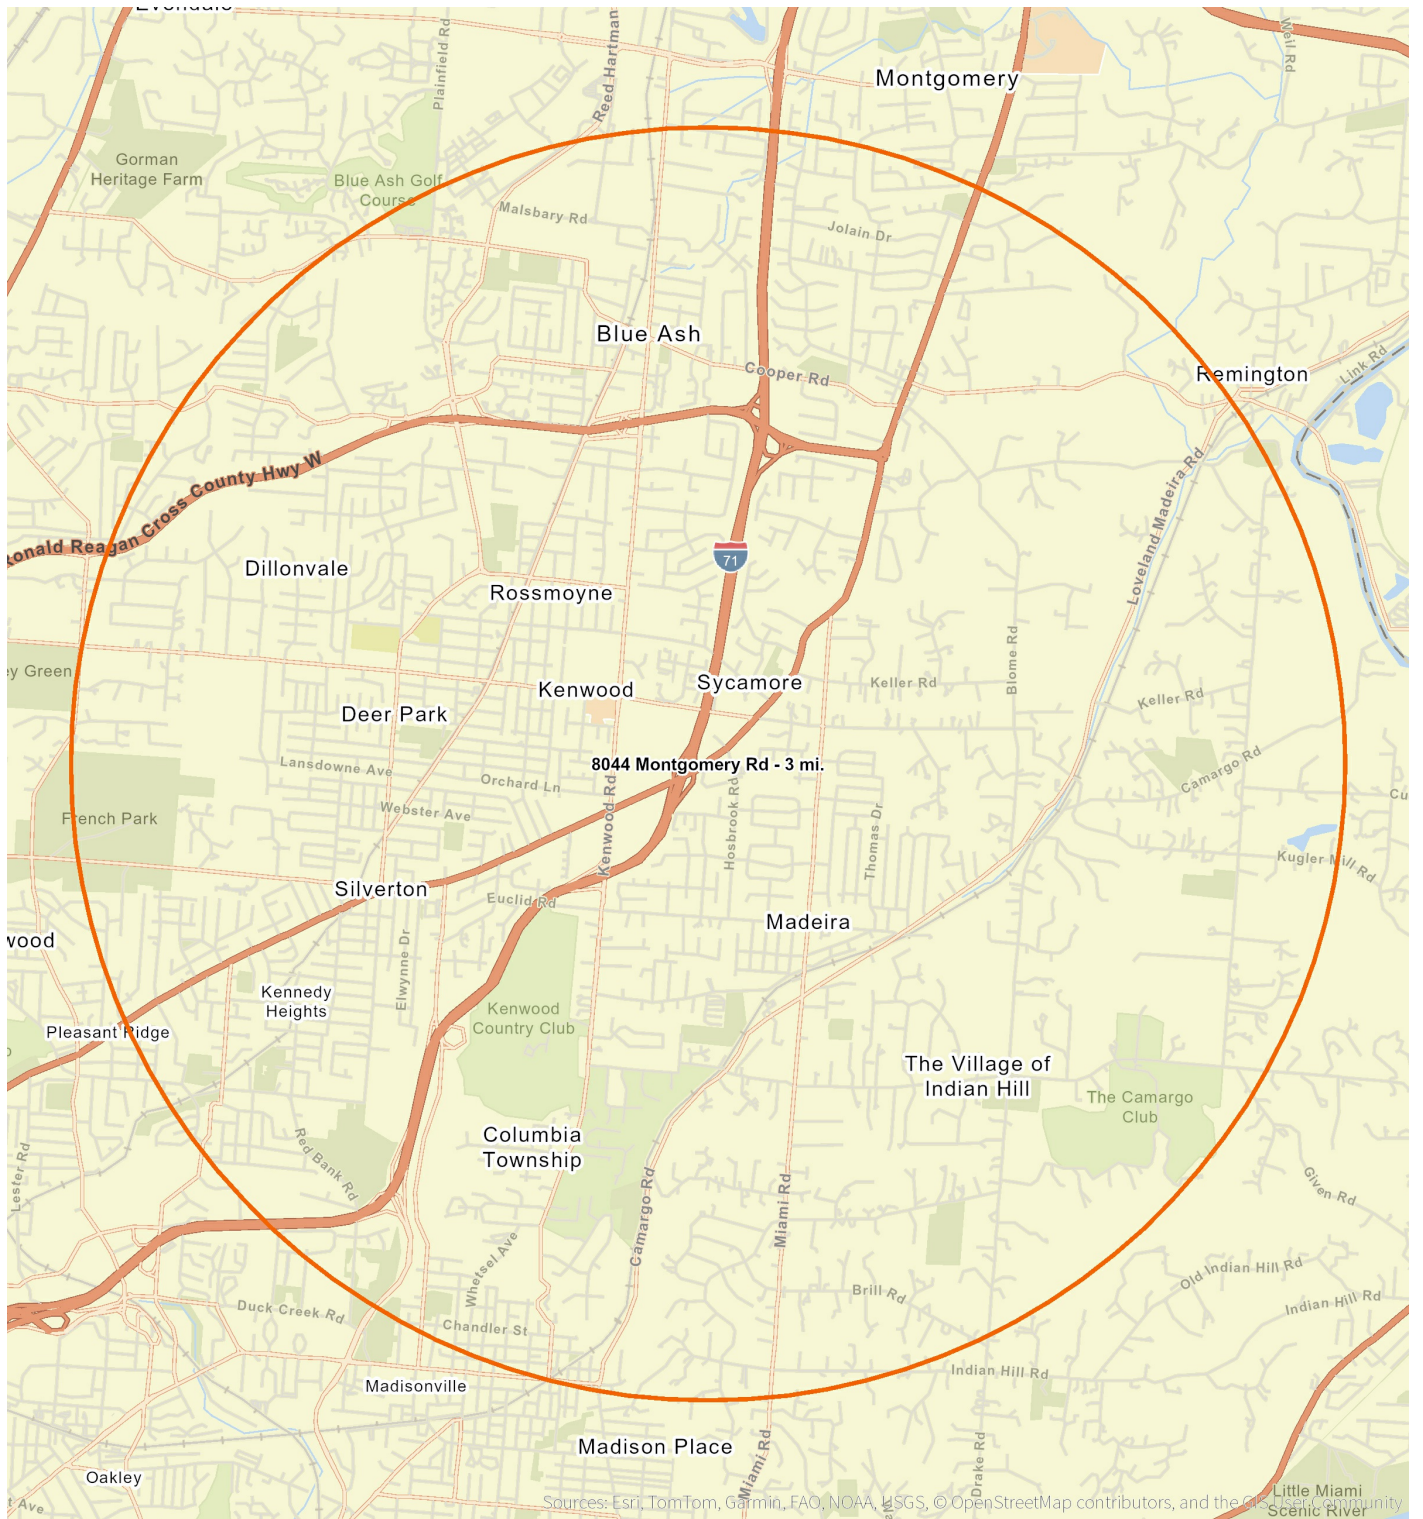 Evendale
Plainfield Rd
Reed Hartman
Weil Rd
Montgomery
Gorman
Heritage Farm
Blue Ash Golf
Course
Malsbary Rd
Jolain Dr
Blue Ash
Cooper Rd
Remington
Link Rd
Ronald Reagan Cross County Hwy W
Loveland Madeira Rd
71
Dillonvale
Rossmoyne
ey Green
Kenwood
Sycamore
Keller Rd
Blome Rd
Keller Rd
Deer Park
Lansdowne Ave
Orchard Ln
8044 Montgomery Rd - 3 mi.
Camargo Rd
Cu
French Park
Webster Ave
Kenwood Rd
Hosbrook Rd
Thomas Dr
Kugler Mill Rd
Silverton
Euclid Rd
Madeira
wood
Elwynne Dr
Kennedy
Heights
Kenwood
Country Club
Pleasant Ridge
The Village of
Indian Hill
The Camargo
Club
Columbia
Township
Red Bank Rd
Lester Rd
Camargo Rd
Miami Rd
Given Rd
Whetsel Ave
Old Indian Hill Rd
Brill Rd
Indian Hill Rd
Duck Creek Rd
Chandler St
Indian Hill Rd
Madisonville
Madison Place
Miami Rd
Drake Rd
Oakley
t Ave
Little Miami
Scenic River
Sources: Esri, TomTom, Garmin, FAO, NOAA, USGS, © OpenStreetMap contributors, and the GIS User Community